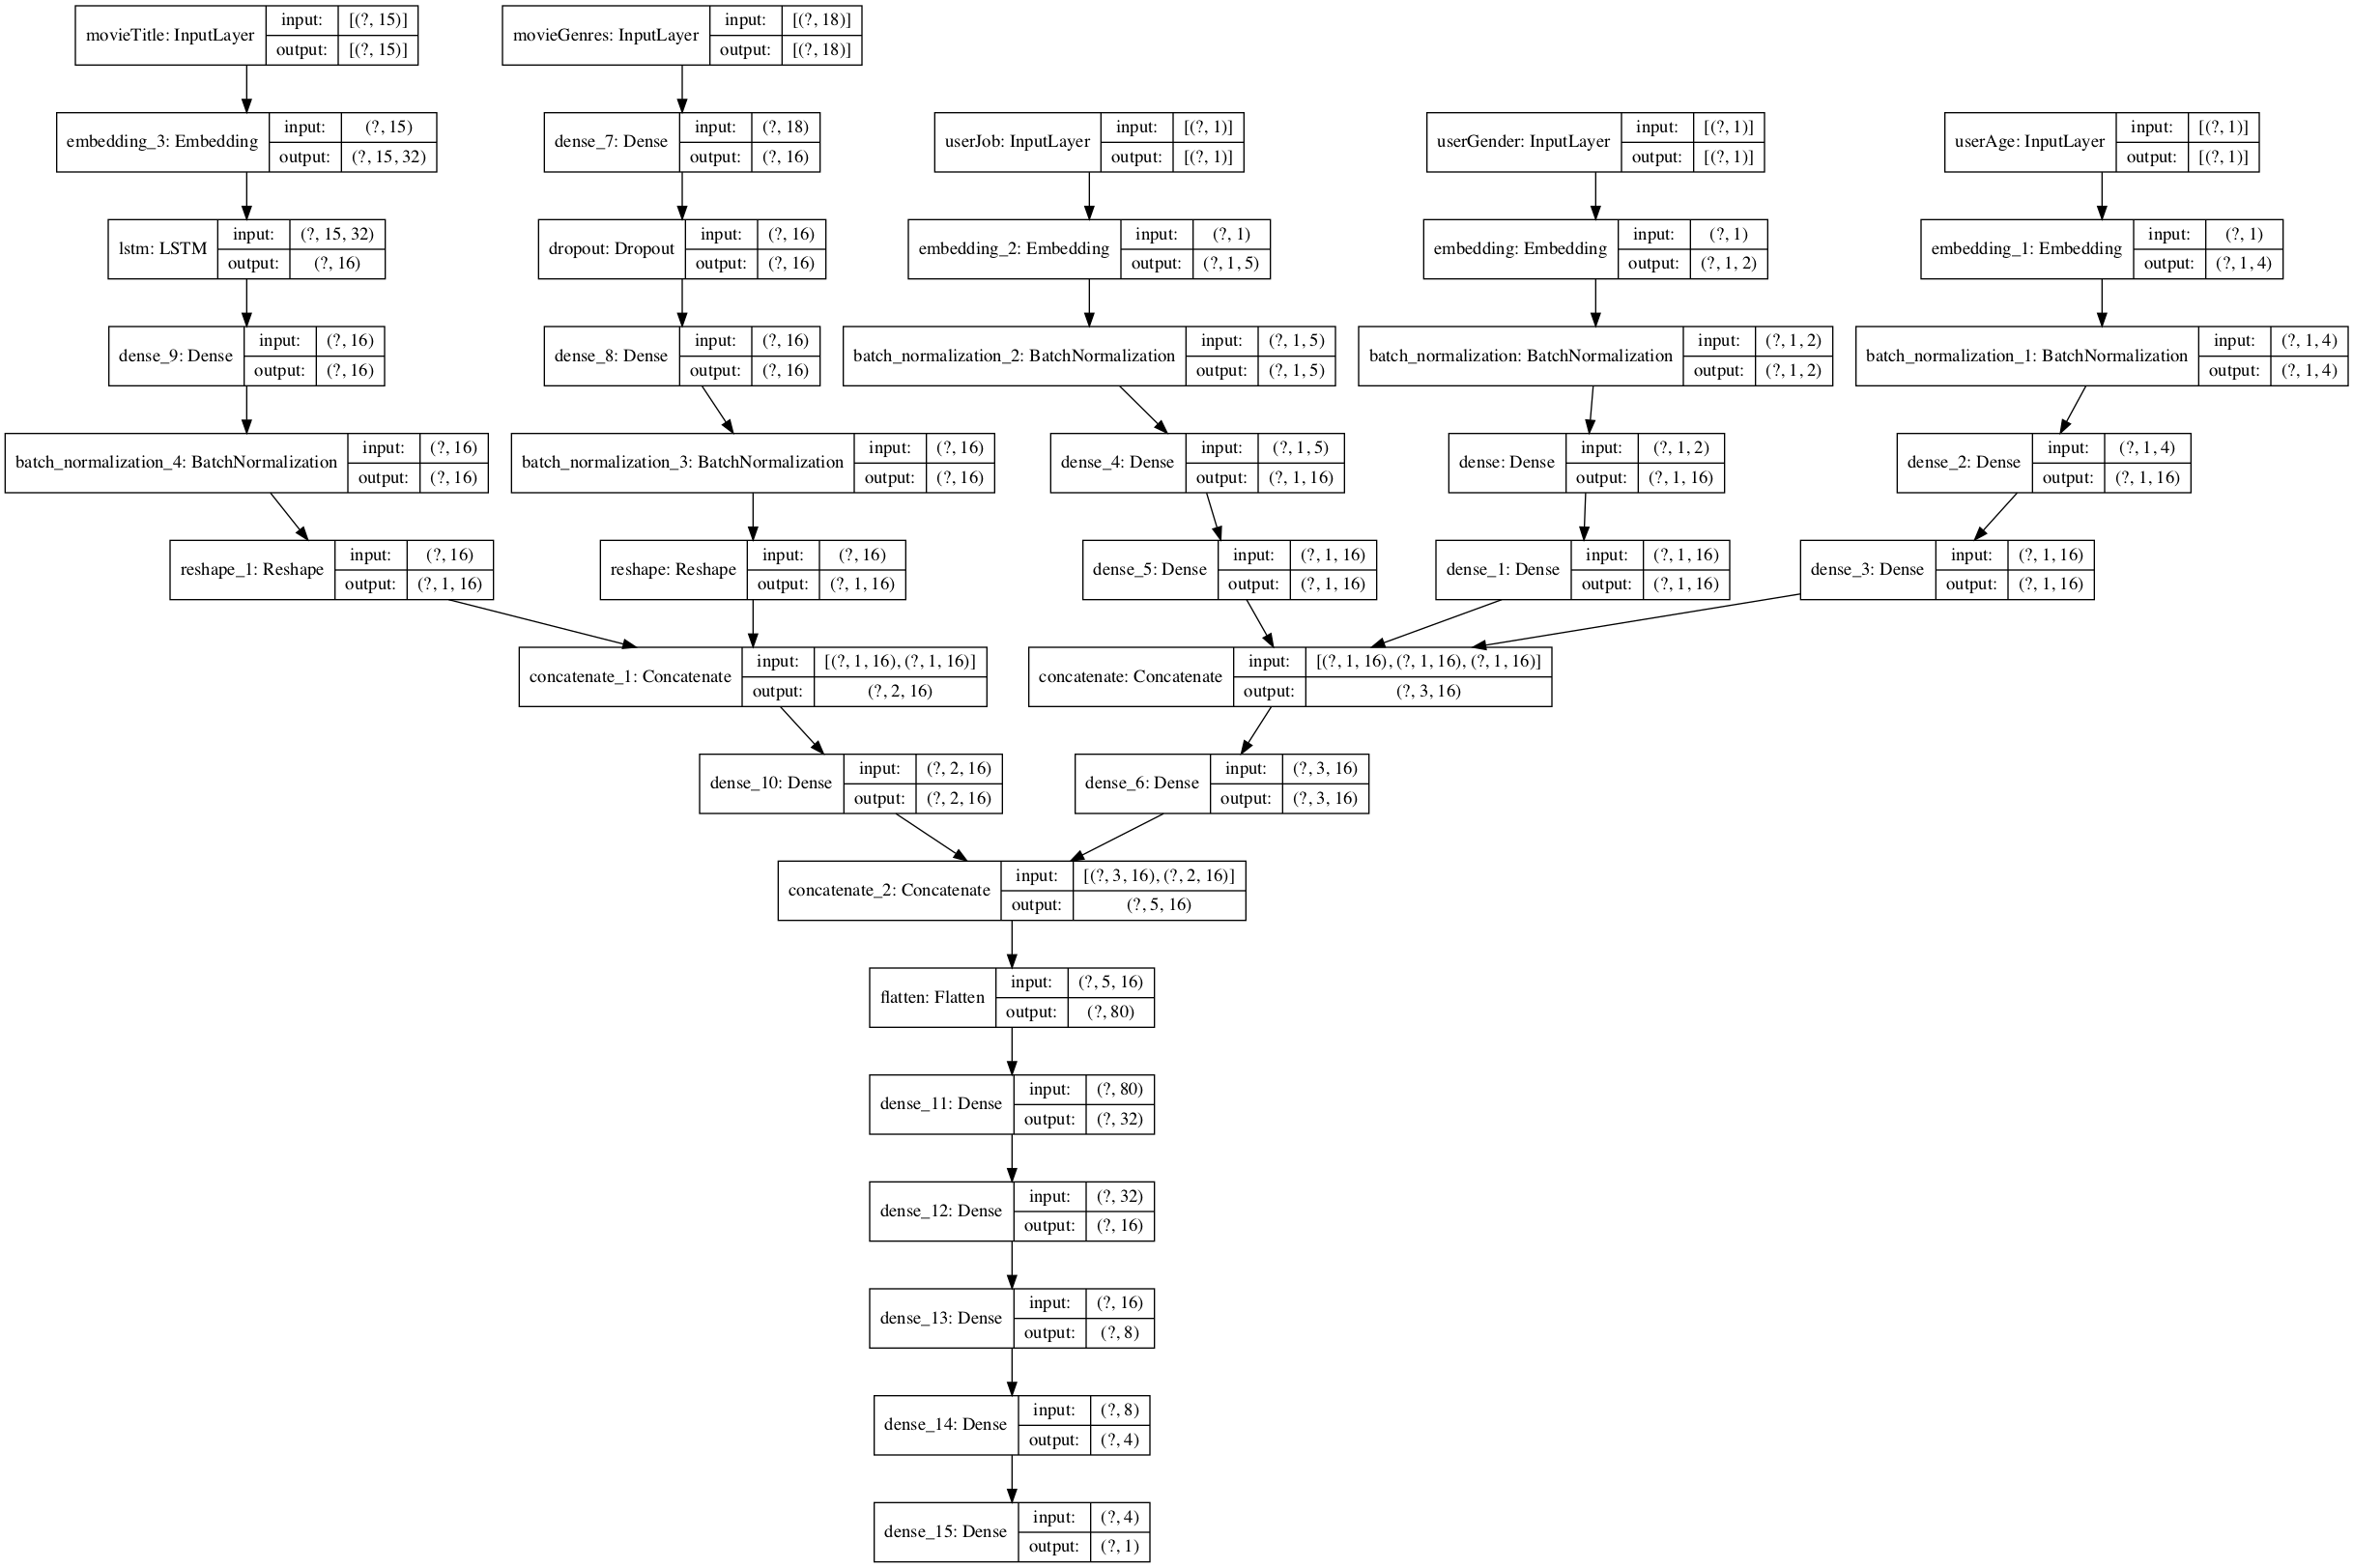 movieTitle: InputLayer
input: [(?, 15)]
output: [(?, 15)]
movieGenres: InputLayer
input: [(?, 18)]
output: [(?, 18)]
embedding_3: Embedding
input: (?, 15)
output: (?, 15, 32)
dense_7: Dense
input: (?, 18)
output: (?, 16)
userJob: InputLayer
input: [(?, 1)]
output: [(?, 1)]
userGender: InputLayer
input: [(?, 1)]
output: [(?, 1)]
userAge: InputLayer
input: [(?, 1)]
output: [(?, 1)]
lstm: LSTM
input: (?, 15, 32)
output: (?, 16)
dropout: Dropout
input: (?, 16)
output: (?, 16)
embedding_2: Embedding
input: (?, 1)
output: (?, 1, 5)
embedding: Embedding
input: (?, 1)
output: (?, 1, 2)
embedding_1: Embedding
input: (?, 1)
output: (?, 1, 4)
dense_9: Dense
input: (?, 16)
output: (?, 16)
dense_8: Dense
input: (?, 16)
output: (?, 16)
batch_normalization_2: BatchNormalization
input: (?, 1, 5)
output: (?, 1, 5)
batch_normalization: BatchNormalization
input: (?, 1, 2)
output: (?, 1, 2)
batch_normalization_1: BatchNormalization
input: (?, 1, 4)
output: (?, 1, 4)
batch_normalization_4: BatchNormalization
input: (?, 16)
output: (?, 16)
batch_normalization_3: BatchNormalization
input: (?, 16)
output: (?, 16)
dense_4: Dense
input: (?, 1, 5)
output: (?, 1, 16)
dense: Dense
input: (?, 1, 2)
output: (?, 1, 16)
dense_2: Dense
input: (?, 1, 4)
output: (?, 1, 16)
reshape_1: Reshape
input: (?, 16)
output: (?, 1, 16)
reshape: Reshape
input: (?, 16)
output: (?, 1, 16)
dense_5: Dense
input: (?, 1, 16)
output: (?, 1, 16)
dense_1: Dense
input: (?, 1, 16)
output: (?, 1, 16)
dense_3: Dense
input: (?, 1, 16)
output: (?, 1, 16)
concatenate_1: Concatenate
input: [(?, 1, 16), (?, 1, 16)]
output: (?, 2, 16)
concatenate: Concatenate
input: [(?, 1, 16), (?, 1, 16), (?, 1, 16)]
output: (?, 3, 16)
dense_10: Dense
input: (?, 2, 16)
output: (?, 2, 16)
dense_6: Dense
input: (?, 3, 16)
output: (?, 3, 16)
concatenate_2: Concatenate
input: [(?, 3, 16), (?, 2, 16)]
output: (?, 5, 16)
flatten: Flatten
input: (?, 5, 16)
output: (?, 80)
dense_11: Dense
input: (?, 80)
output: (?, 32)
dense_12: Dense
input: (?, 32)
output: (?, 16)
dense_13: Dense
input: (?, 16)
output: (?, 8)
dense_14: Dense
input: (?, 8)
output: (?, 4)
dense_15: Dense
input: (?, 4)
output: (?, 1)